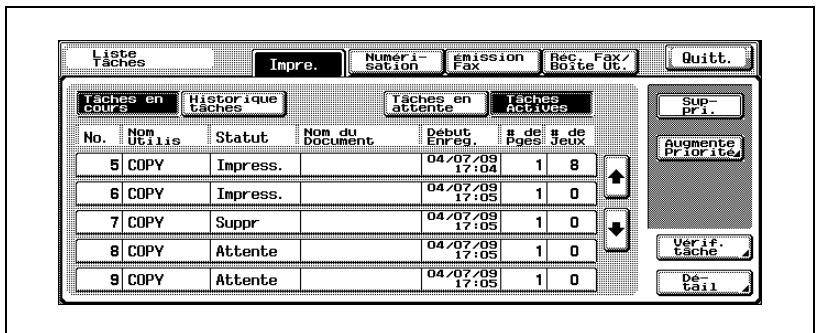 Liste
Tâches
Impre.
Numéri-
sation
Émission
Fax
Réc. Fax/
Boîte Ut.
Quitt.
Tâches en
cours
Historique
tâches
Tâches en
attente
Tâches
Actives
Sup-
pri.
No.
Nom
Utilis
Statut
Nom du
Document
Début
Enreg.
# de
Pges
# de
Jeux
Augmente
Priorité
5 COPY Impress. 04/07/09 17:04 1 8
6 COPY Impress. 04/07/09 17:05 1 0
7 COPY Suppr 04/07/09 17:05 1 0
8 COPY Attente 04/07/09 17:05 1 0
9 COPY Attente 04/07/09 17:05 1 0
Vérif.
tâche
Dé-
tail